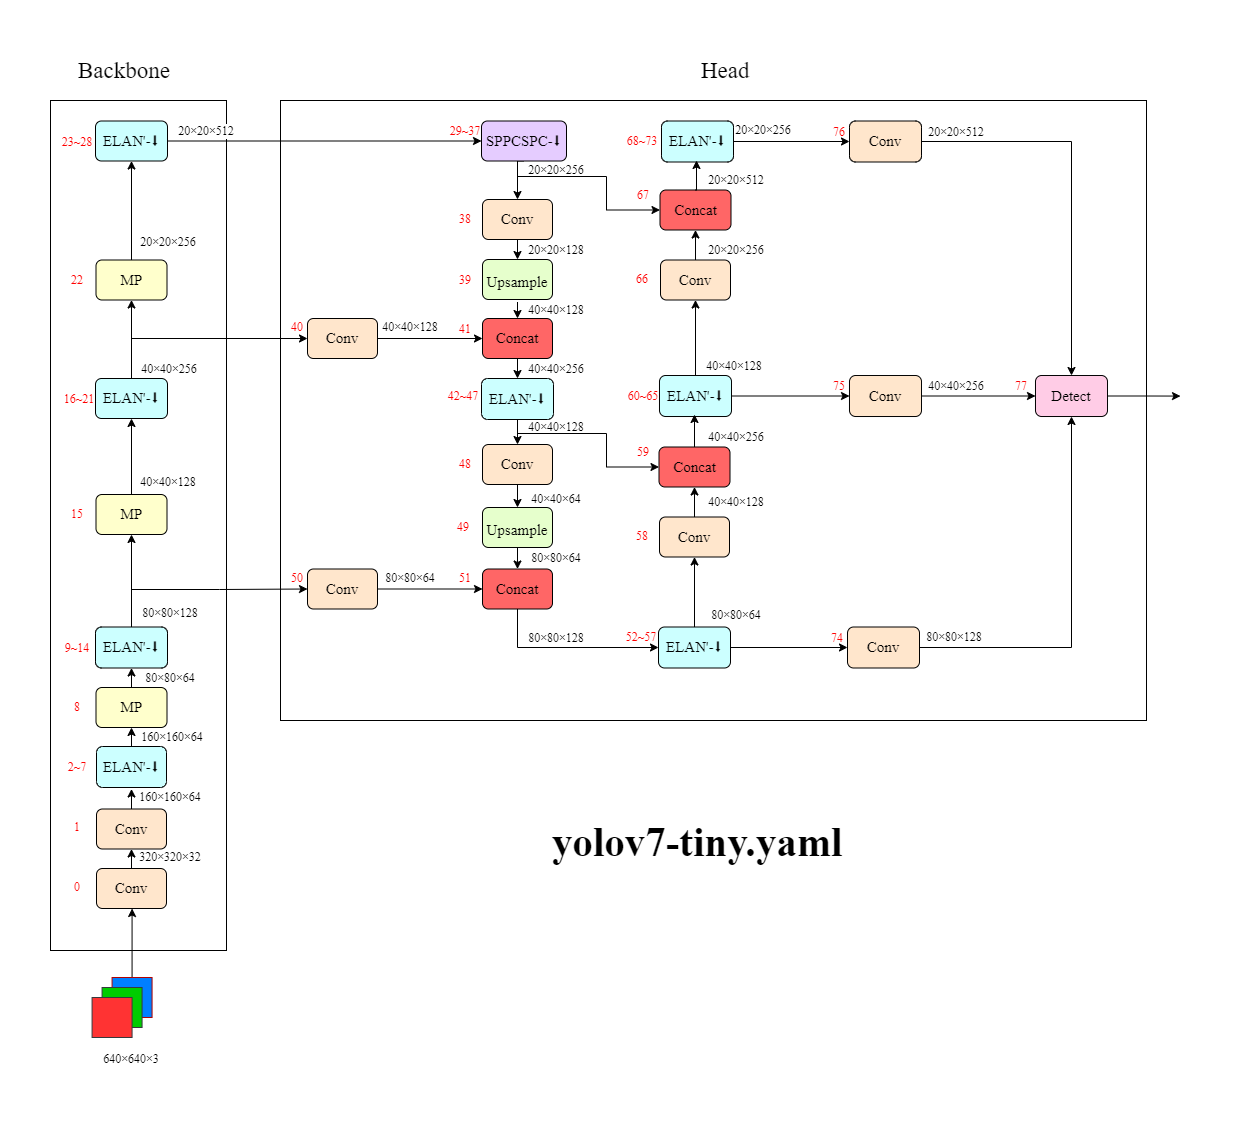 Backbone
Head
23~28
ELAN'-⬇
20×20×512
20×20×256
22
MP
40×40×256
16~21
ELAN'-⬇
40×40×128
15
MP
80×80×128
9~14
ELAN'-⬇
80×80×64
8
MP
160×160×64
2~7
ELAN'-⬇
160×160×64
1
Conv
320×320×32
0
Conv
640×640×3
29~37
SPPCSPC-⬇
20×20×256
38
Conv
20×20×128
39
Upsample
40×40×128
40
Conv
40×40×128
41
Concat
40×40×256
42~47
ELAN'-⬇
40×40×128
48
Conv
40×40×64
49
Upsample
80×80×64
50
Conv
80×80×64
51
Concat
80×80×128
68~73
ELAN'-⬇
20×20×256
76
Conv
20×20×512
20×20×512
67
Concat
20×20×256
66
Conv
40×40×128
60~65
ELAN'-⬇
75
Conv
40×40×256
77
Detect
40×40×256
59
Concat
40×40×128
58
Conv
80×80×64
52~57
ELAN'-⬇
74
Conv
80×80×128
yolov7-tiny.yaml